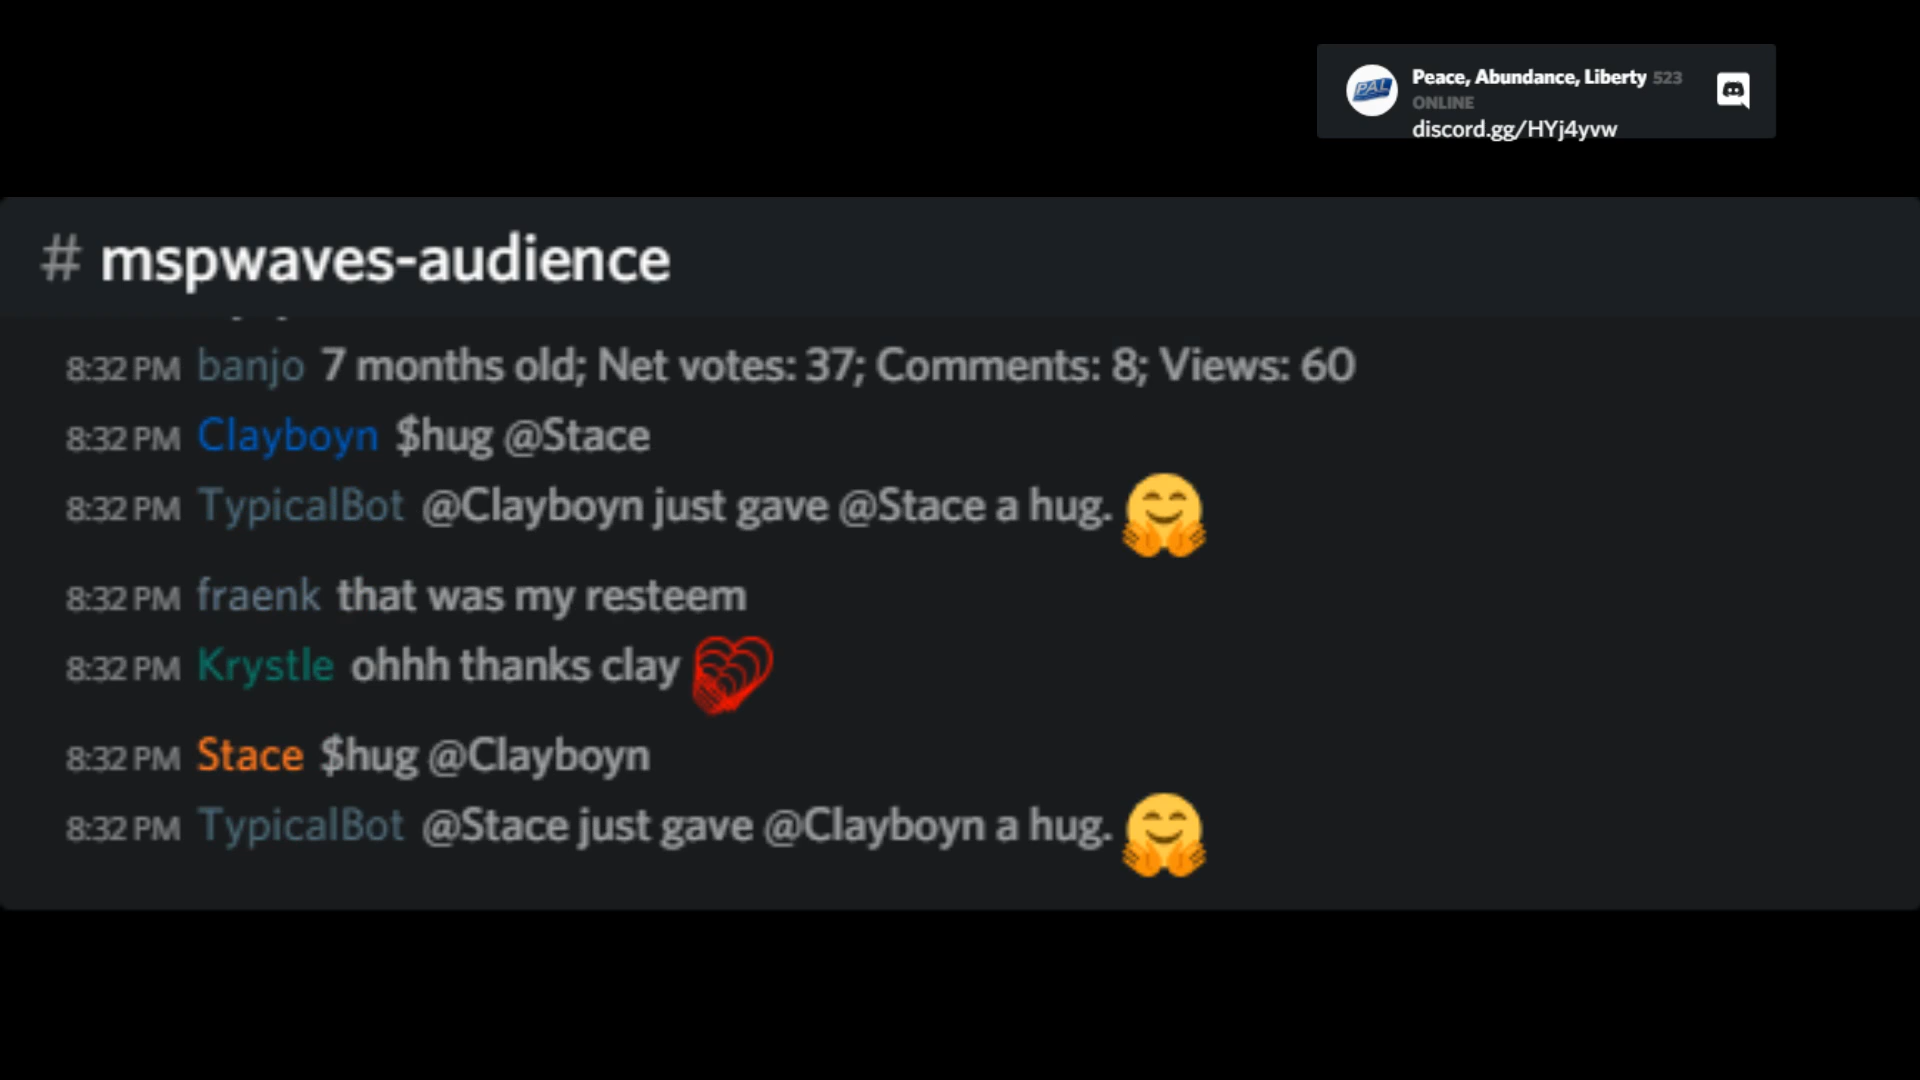 PAL Peace, Abundance, Liberty 523
ONLINE
discord.gg/HYj4yvw
# mspwaves-audience
8:32 PM banjo 7 months old; Net votes: 37; Comments: 8; Views: 60
8:32 PM Clayboyn $hug @Stace
8:32 PM TypicalBot @Clayboyn just gave @Stace a hug. 🤗
8:32 PM fraenk that was my resteem
8:32 PM Krystle ohhh thanks clay
8:32 PM Stace $hug @Clayboyn
8:32 PM TypicalBot @Stace just gave @Clayboyn a hug. 🤗